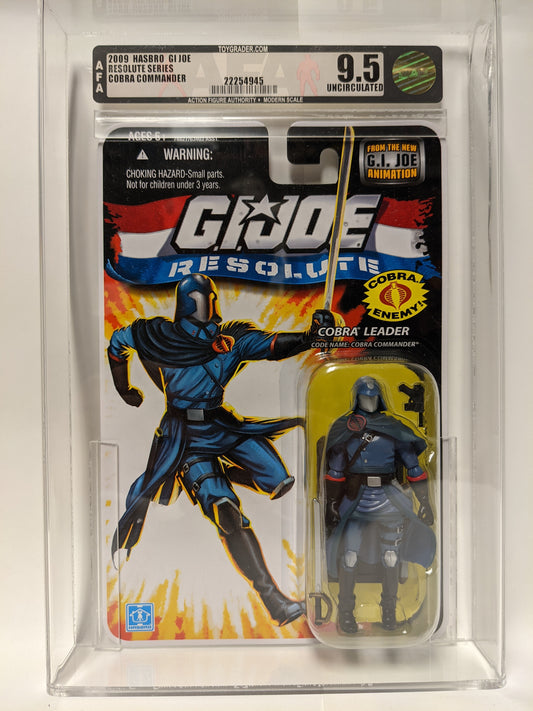 TOYGRADER.COM
AFA
2009 HASBRO GI JOE
RESOLUTE SERIES
COBRA COMMANDER
22254945
9.5
UNCIRCULATED
ACTION FIGURE AUTHORITY • MODERN SCALE
AGES 5+
WARNING:
CHOKING HAZARD-Small parts.
Not for children under 3 years.
FROM THE NEW
G.I. JOE
ANIMATION
G.I. JOE
RESOLUTE
COBRA
ENEMY!
COBRA® LEADER
CODE NAME: COBRA COMMANDER®